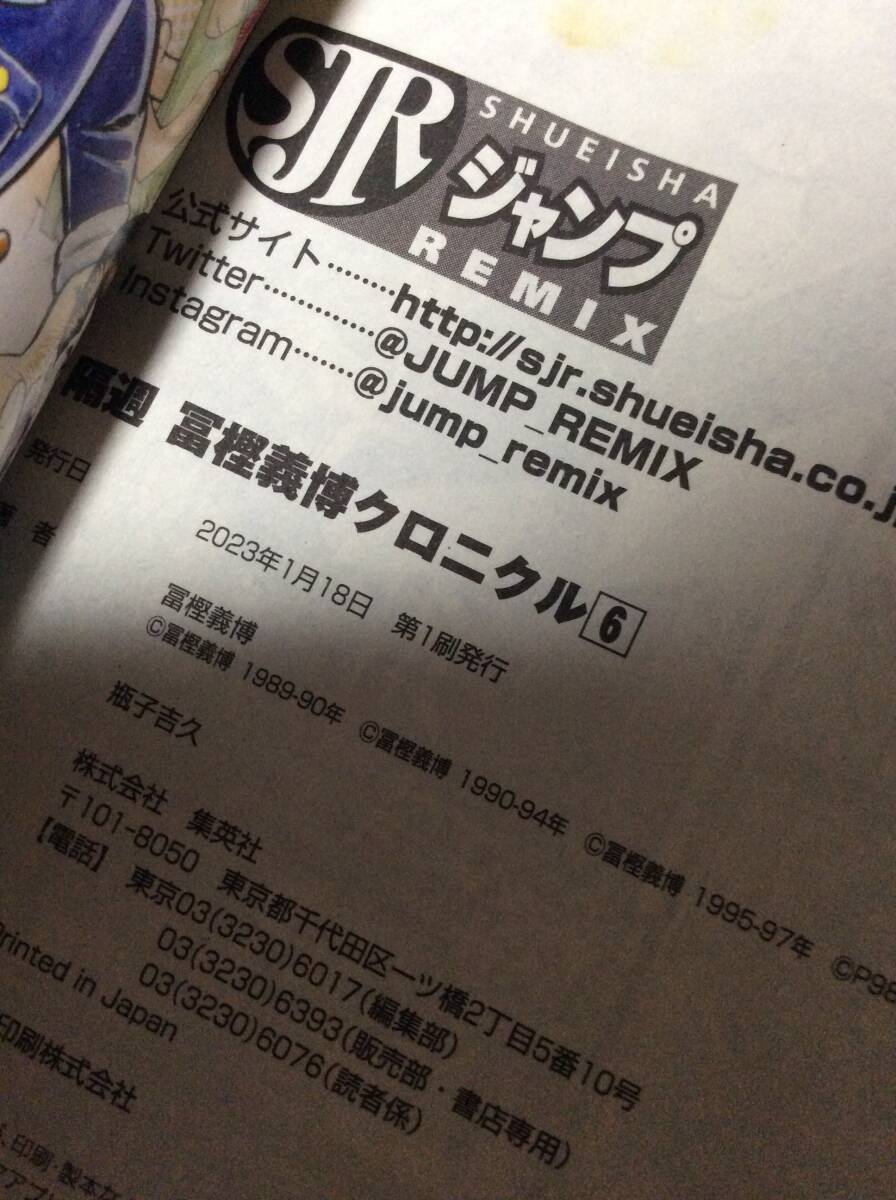 SJR
SHUEISHA
ジャンプ
REMIX
公式サイト………http://sjr.shueisha.co.j
Twitter…………@JUMP_REMIX
Instagram………@jump_remix
隔週 冨樫義博クロニクル 6
発行日 2023年1月18日 第1刷発行
著 者 冨樫義博
©冨樫義博 1989-90年 ©冨樫義博 1990-94年 ©冨樫義博 1995-97年 ©P98
瓶子吉久
株式会社 集英社
〒101-8050 東京都千代田区一ツ橋2丁目5番10号
【電話】 東京03(3230)6017(編集部)
03(3230)6393(販売部・書店専用)
03(3230)6076(読者係)
Printed in Japan
印刷株式会社
印刷・製本な